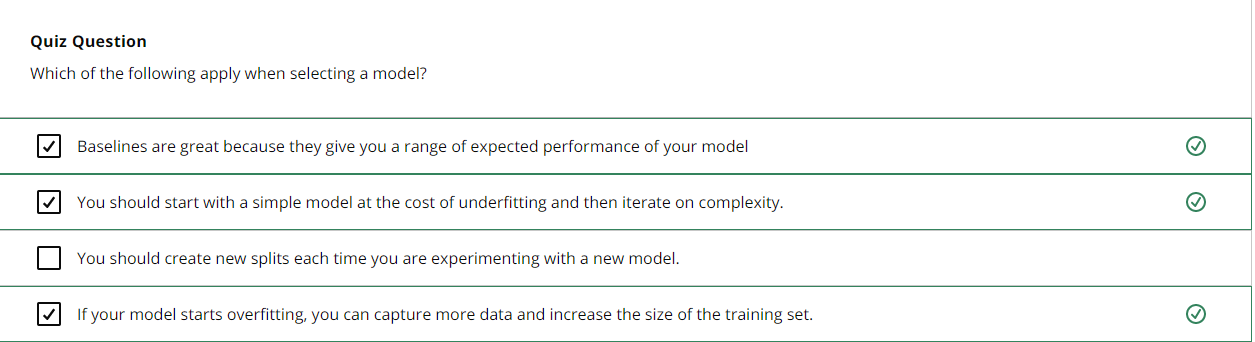 Quiz Question
Which of the following apply when selecting a model?
Baselines are great because they give you a range of expected performance of your model
You should start with a simple model at the cost of underfitting and then iterate on complexity.
You should create new splits each time you are experimenting with a new model.
If your model starts overfitting, you can capture more data and increase the size of the training set.